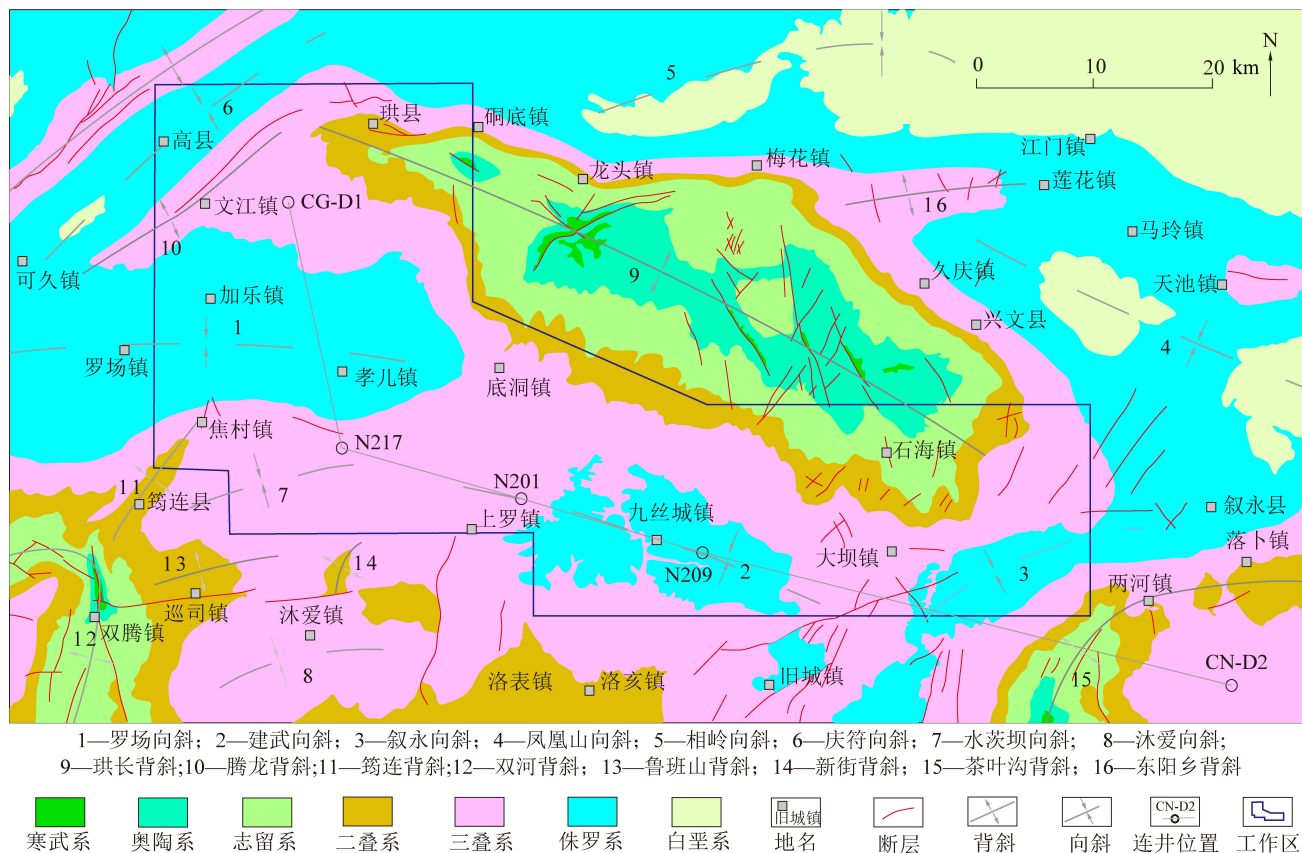 N
0 10 20 km
5
6
珙县
硐底镇
高县
江门镇
梅花镇
龙头镇
莲花镇
16
文江镇
CG-D1
马玲镇
10
可久镇
9
久庆镇
天池镇
加乐镇
1
兴文县
4
罗场镇
孝儿镇
底洞镇
焦村镇
N217
石海镇
11
7
筠连县
N201
叙永县
上罗镇
九丝城镇
大坝镇
落卜镇
13
14
N209
2
3
两河镇
巡司镇
沐爱镇
12
双腾镇
8
洛表镇
洛亥镇
旧城镇
15
CN-D2
1—罗场向斜；2—建武向斜；3—叙永向斜；4—凤凰山向斜；5—相岭向斜；6—庆符向斜；7—水茨坝向斜; 8—沐爱向斜;
9—珙长背斜;10—腾龙背斜;11—筠连背斜;12—双河背斜；13—鲁班山背斜；14—新街背斜；15—茶叶沟背斜；16—东阳乡背斜
旧城镇
CN-D2
寒武系 奥陶系 志留系 二叠系 三叠系 侏罗系 白垩系 地名 断层 背斜 向斜 连井位置 工作区